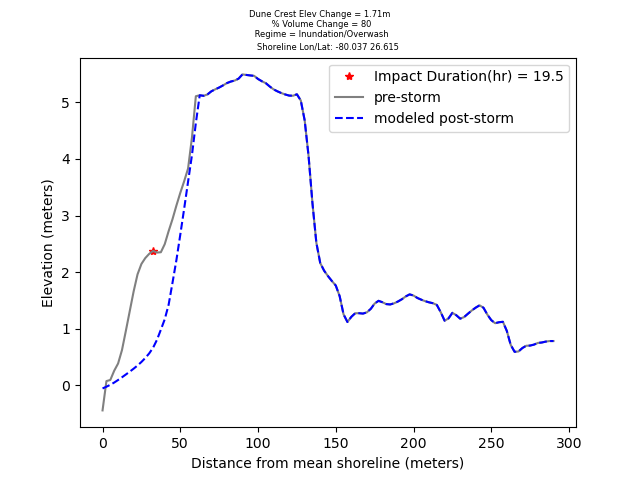 Dune Crest Elev Change = 1.71m
% Volume Change = 80
Regime = Inundation/Overwash
Shoreline Lon/Lat: -80.037 26.615
Impact Duration(hr) = 19.5
pre-storm
modeled post-storm
Elevation (meters)
5
4
3
2
1
0
0 50 100 150 200 250 300
Distance from mean shoreline (meters)